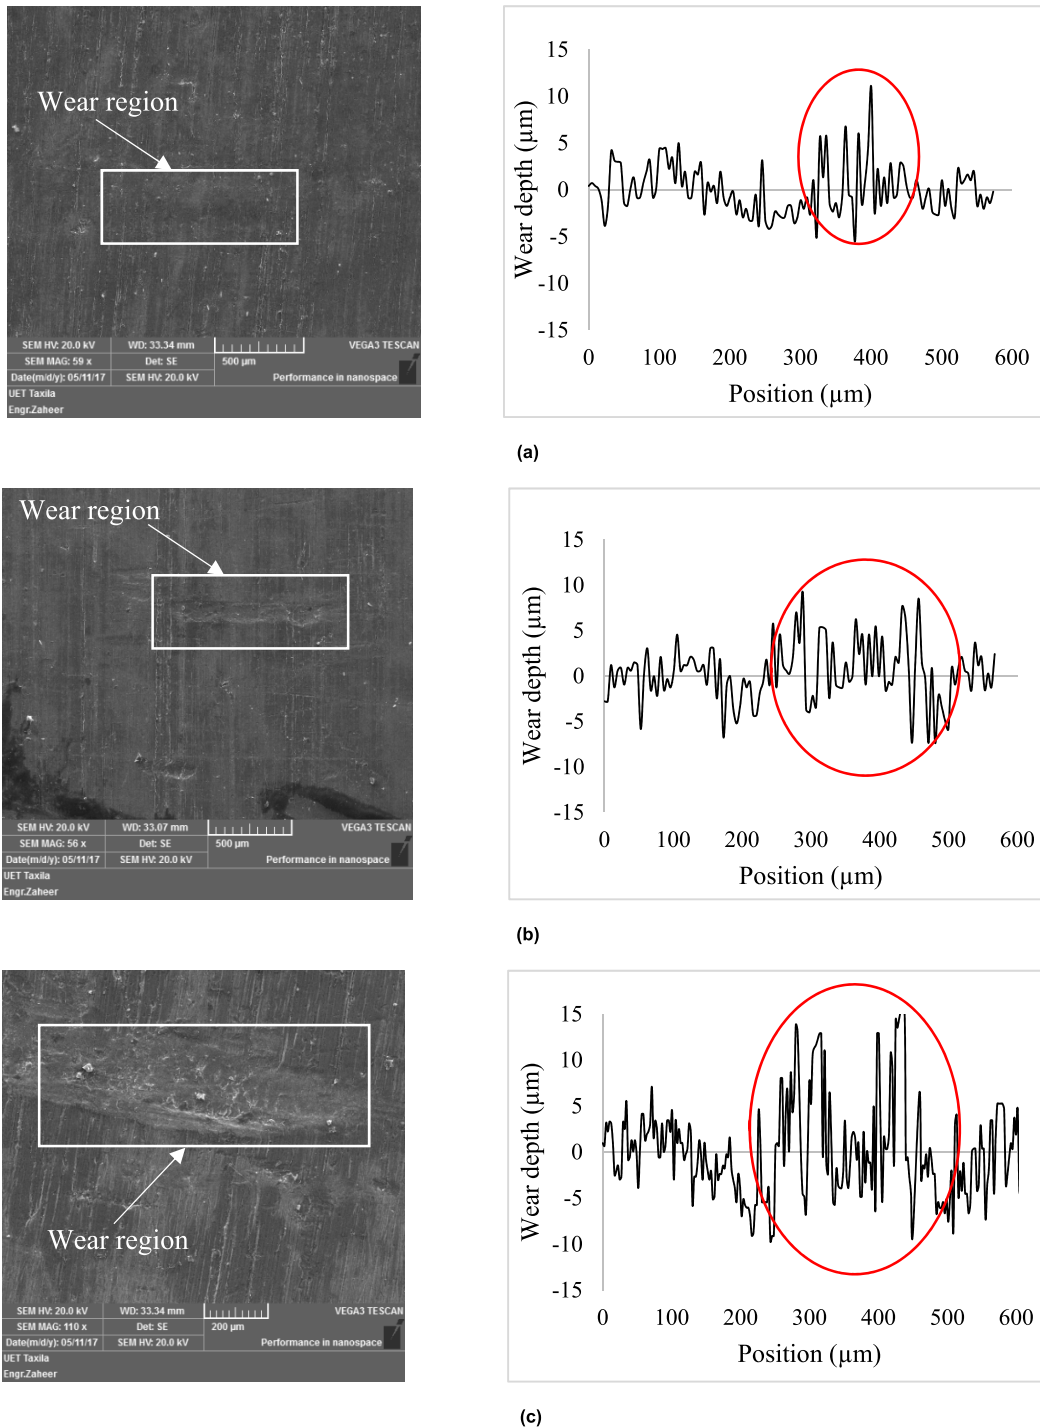 Wear region
SEM HV: 20.0 kV WD: 33.34 mm VEGA3 TESCAN
SEM MAG: 59 x Det: SE 500 µm
Date(m/d/y): 05/11/17 SEM HV: 20.0 kV Performance in nanospace
UET Taxila
Engr.Zaheer
15
10
5
0
-5
-10
-15
Wear depth (µm)
0 100 200 300 400 500 600
Position (µm)
(a)
Wear region
SEM HV: 20.0 kV WD: 33.07 mm VEGA3 TESCAN
SEM MAG: 56 x Det: SE 500 µm
Date(m/d/y): 05/11/17 SEM HV: 20.0 kV Performance in nanospace
UET Taxila
Engr.Zaheer
15
10
5
0
-5
-10
-15
Wear depth (µm)
0 100 200 300 400 500 600
Position (µm)
(b)
Wear region
SEM HV: 20.0 kV WD: 33.34 mm VEGA3 TESCAN
SEM MAG: 110 x Det: SE 200 µm
Date(m/d/y): 05/11/17 SEM HV: 20.0 kV Performance in nanospace
UET Taxila
Engr.Zaheer
15
10
5
0
-5
-10
-15
Wear depth (µm)
0 100 200 300 400 500 600
Position (µm)
(c)